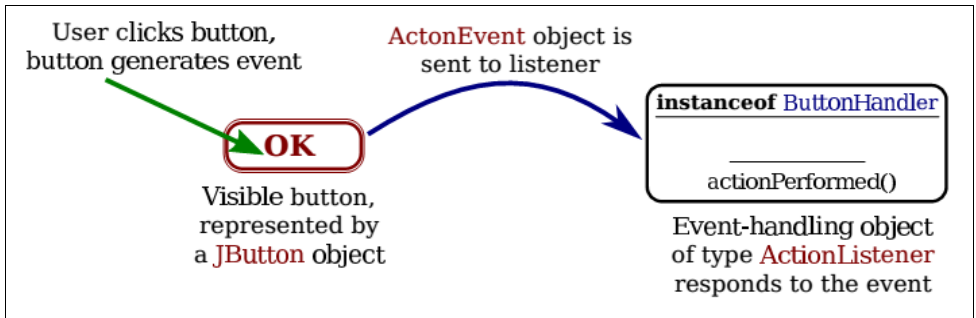 User clicks button,
button generates event
ActonEvent object is
sent to listener
OK
Visible button,
represented by
a JButton object
instanceof ButtonHandler
actionPerformed()
Event-handling object
of type ActionListener
responds to the event